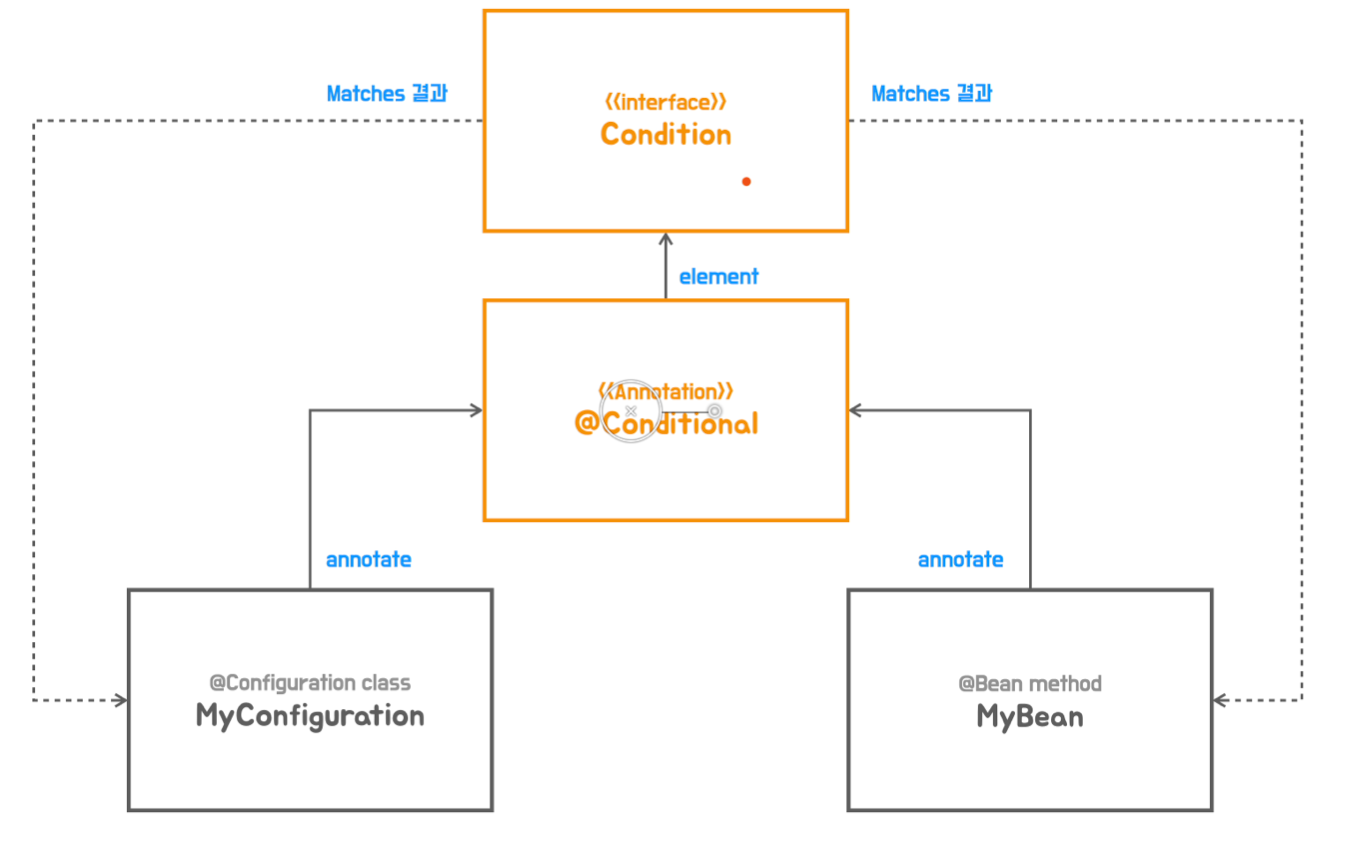 Matches 결과
Matches 결과
《interface》
Condition
element
《Annotation》
@Conditional
annotate
annotate
@Configuration class
MyConfiguration
@Bean method
MyBean